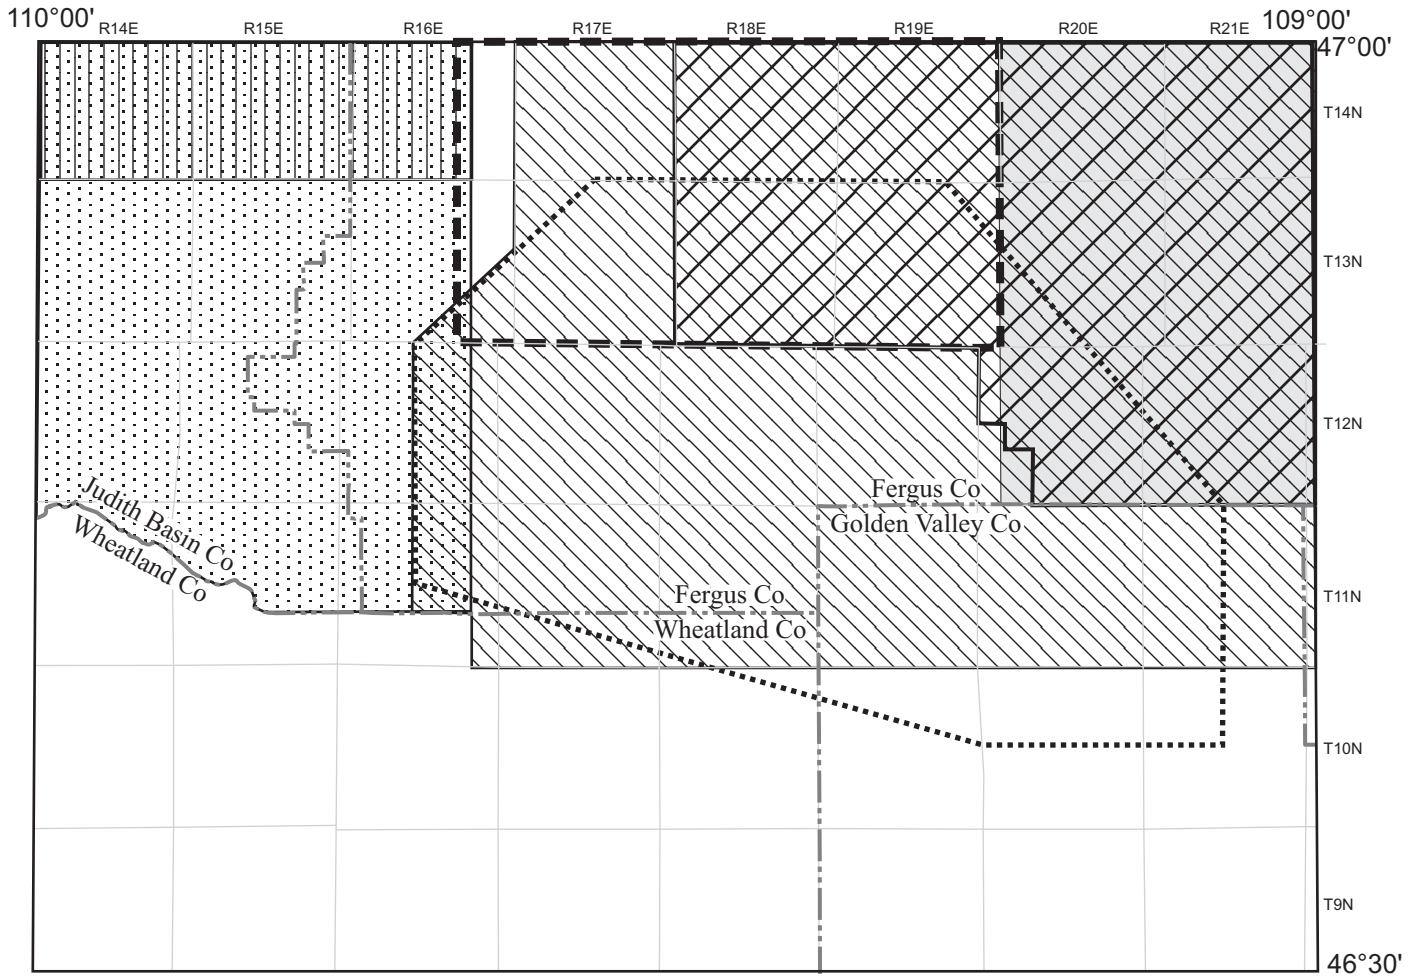 110°00'
109°00'
R14E R15E R16E R17E R18E R19E R20E R21E
47°00'
T14N
T13N
T12N
Judith Basin Co
Wheatland Co
Fergus Co
Golden Valley Co
Fergus Co
Wheatland Co
T11N
T10N
T9N
46°30'